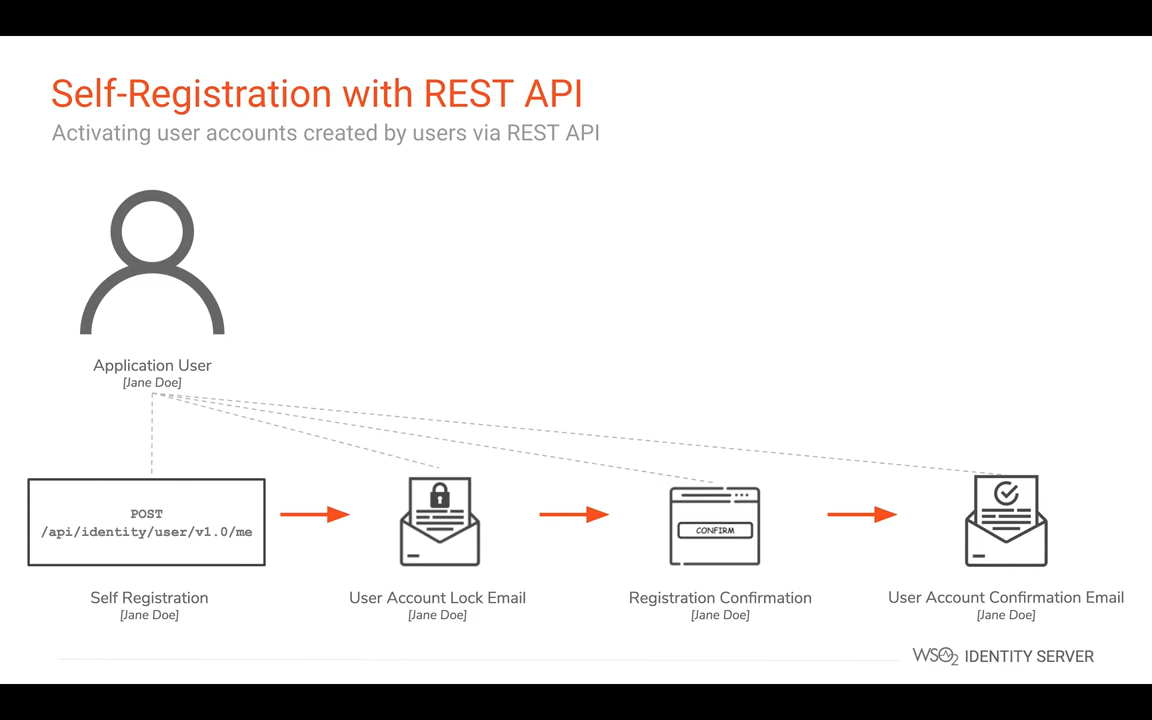 Self-Registration with REST API
Activating user accounts created by users via REST API
Application User
[Jane Doe]
POST
/api/identity/user/v1.0/me
CONFIRM
Self Registration
[Jane Doe]
User Account Lock Email
[Jane Doe]
Registration Confirmation
[Jane Doe]
User Account Confirmation Email
[Jane Doe]
WSO2 IDENTITY SERVER